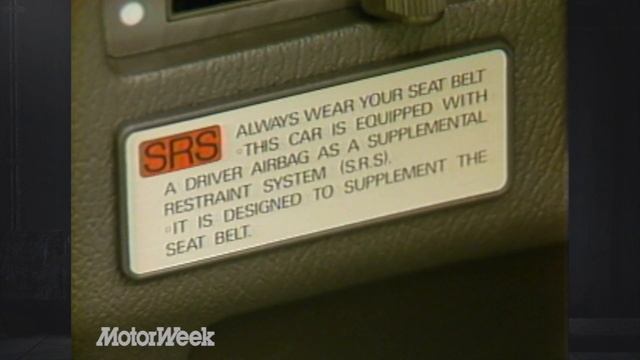 SRS ALWAYS WEAR YOUR SEAT BELT
▫THIS CAR IS EQUIPPED WITH
A DRIVER AIRBAG AS A SUPPLEMENTAL
RESTRAINT SYSTEM (S.R.S).
▫IT IS DESIGNED TO SUPPLEMENT THE
SEAT BELT.
MotorWeek